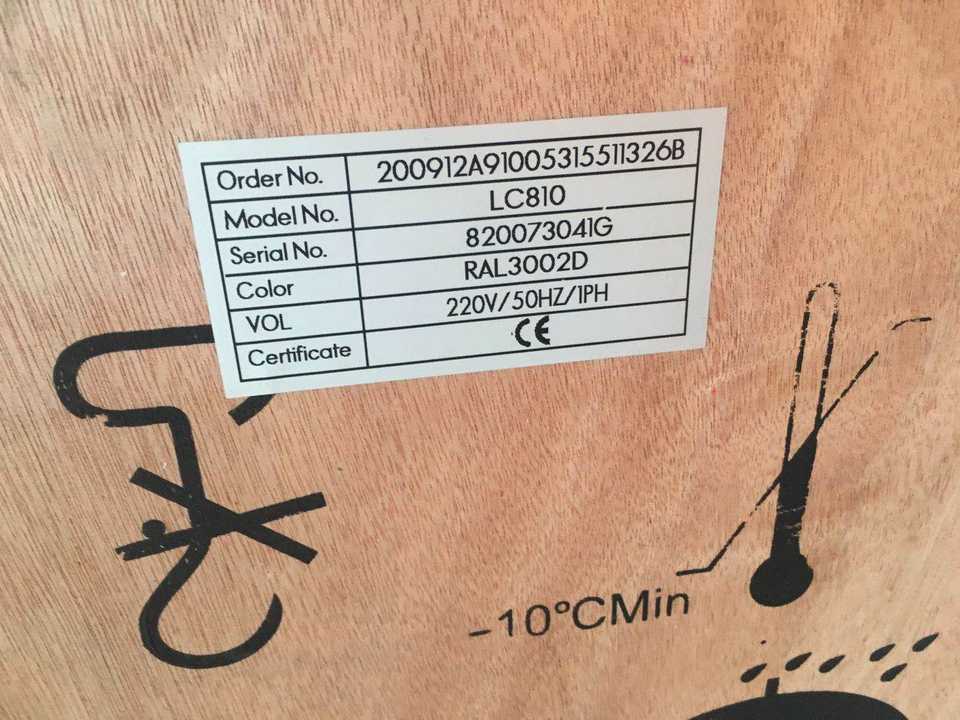 Order No. 200912A91005315511326B
Model No. LC810
Serial No. 820073041G
Color RAL3002D
VOL 220V/50HZ/1PH
Certificate CE
-10°CMin